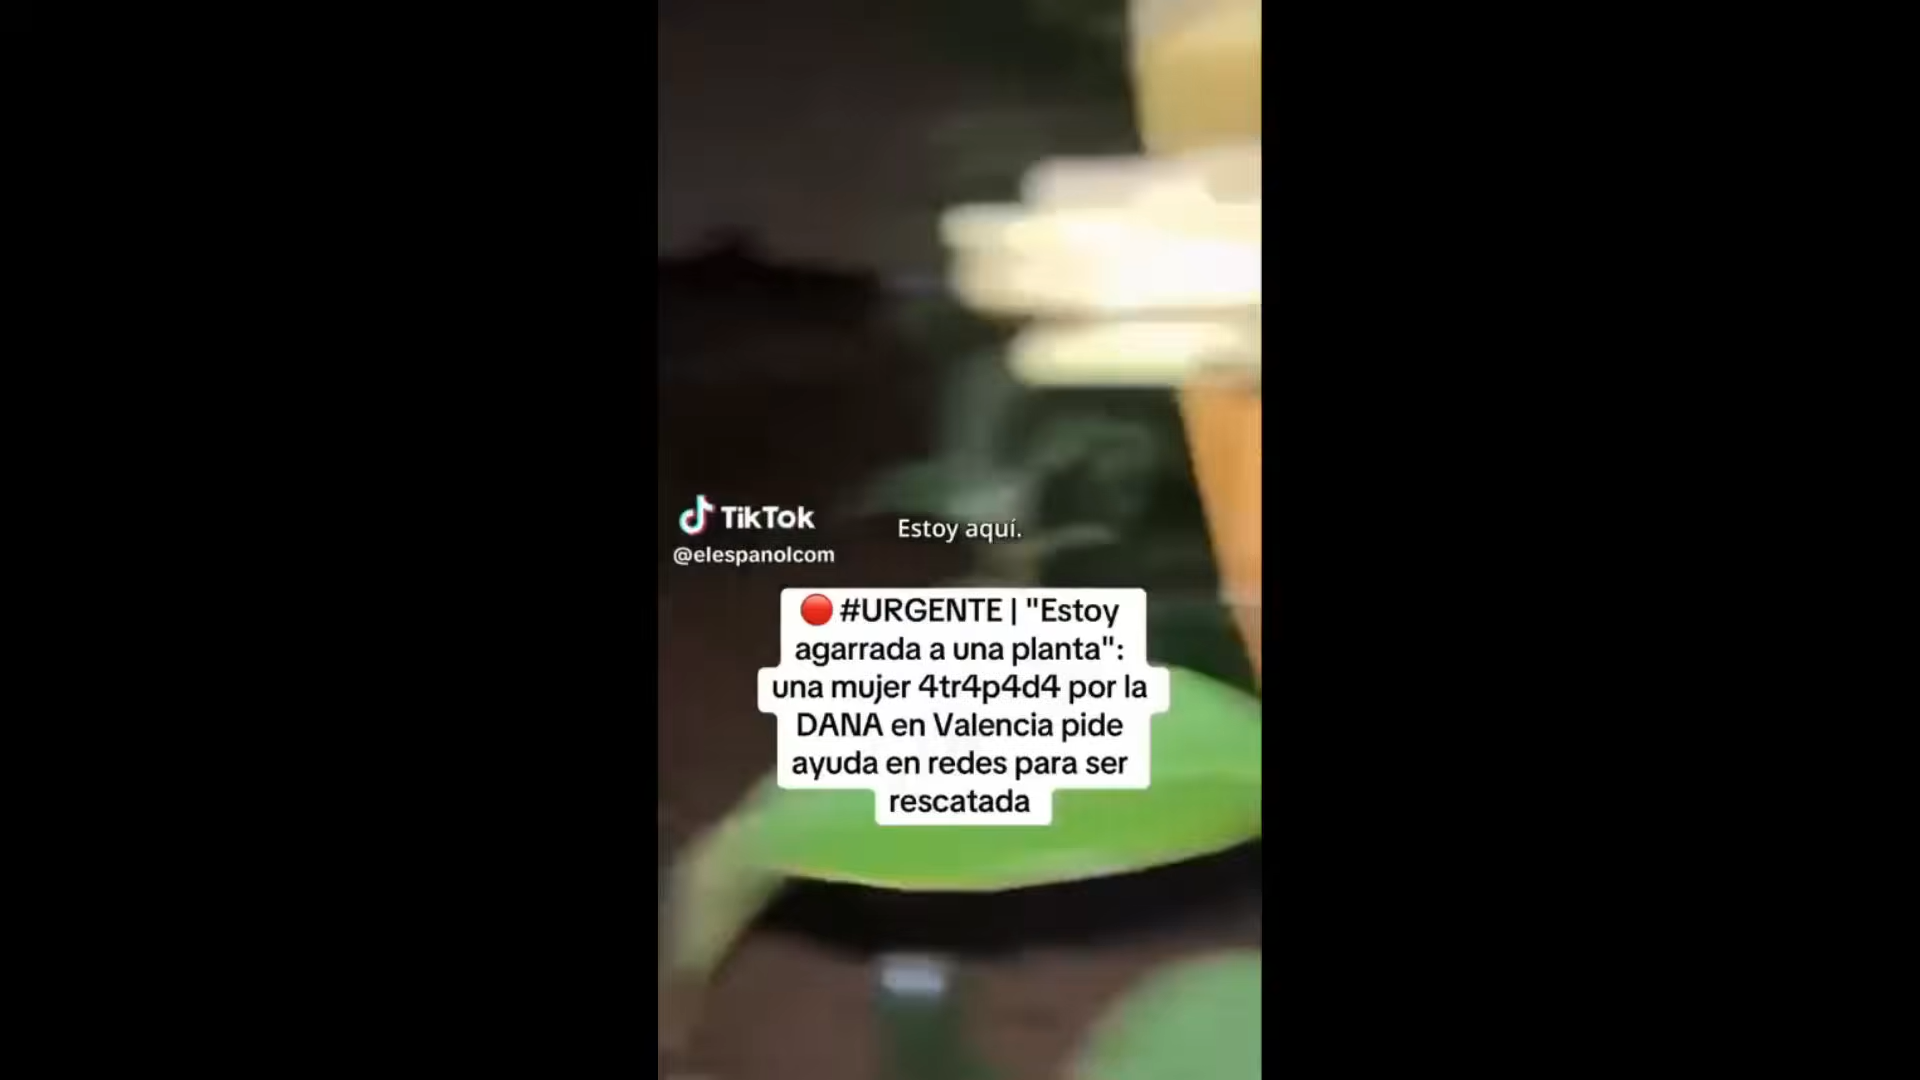 TikTok
@elespanolcom
Estoy aquí.
🔴 #URGENTE | "Estoy
agarrada a una planta":
una mujer 4tr4p4d4 por la
DANA en Valencia pide
ayuda en redes para ser
rescatada